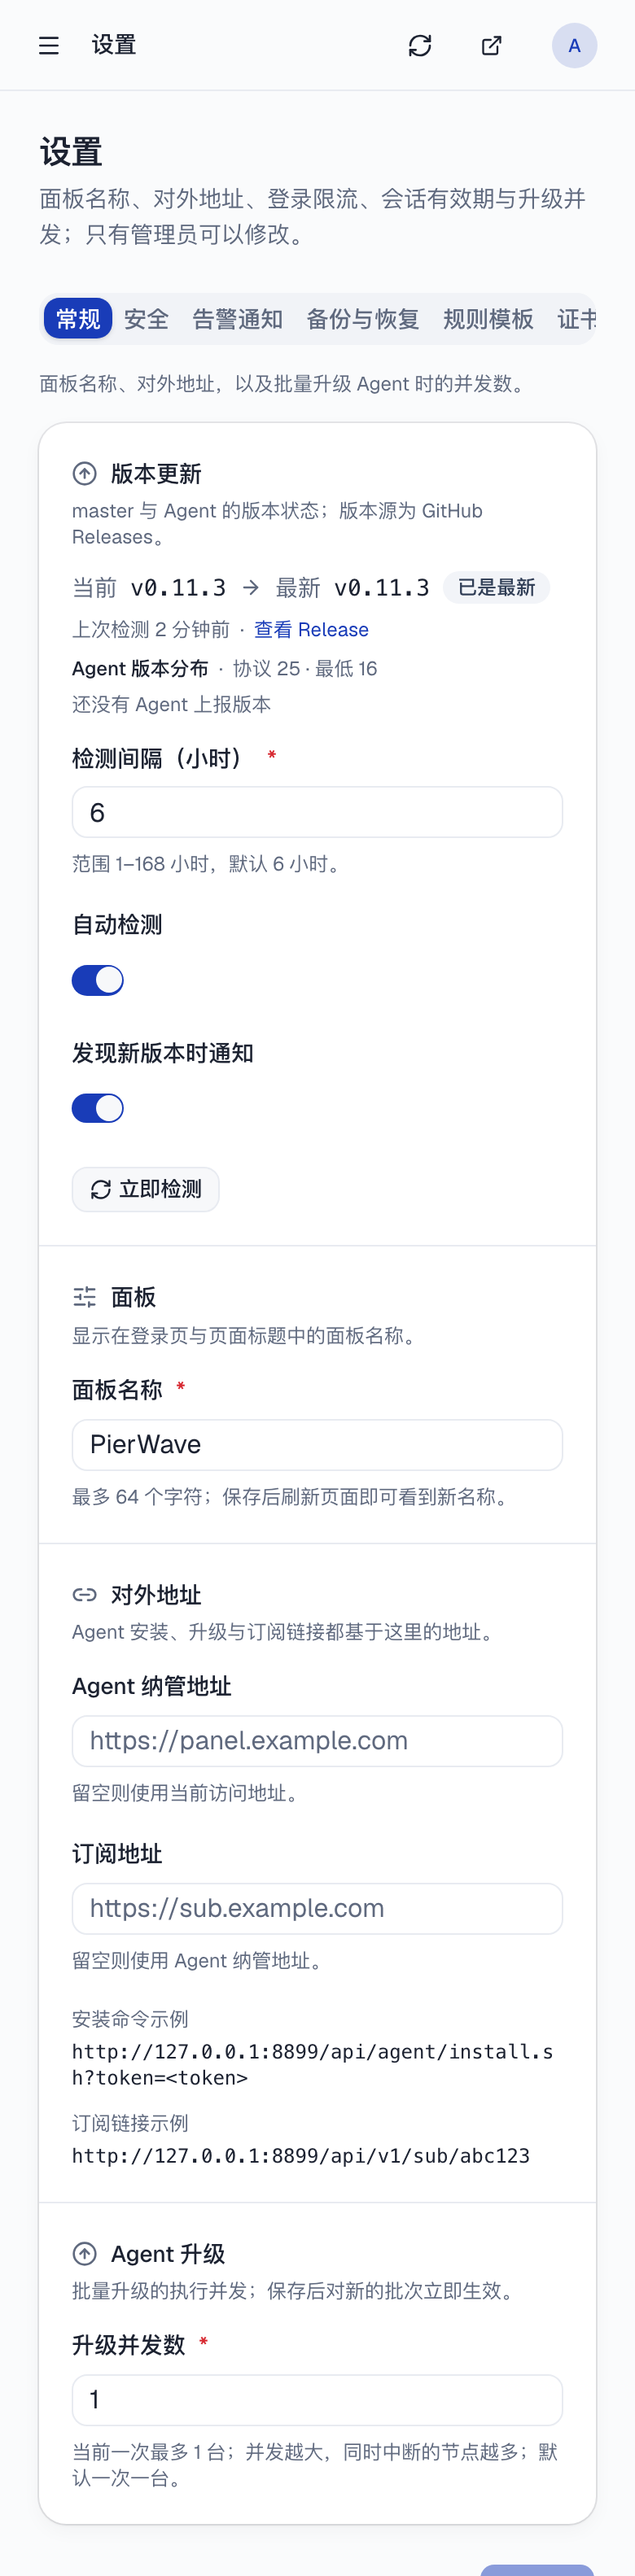 设置
A
设置
面板名称、对外地址、登录限流、会话有效期与升级并
发；只有管理员可以修改。
常规 安全 告警通知 备份与恢复 规则模板 证书
面板名称、对外地址，以及批量升级 Agent 时的并发数。
版本更新
master 与 Agent 的版本状态；版本源为 GitHub
Releases。
当前 v0.11.3 → 最新 v0.11.3 已是最新
上次检测 2 分钟前 · 查看 Release
Agent 版本分布 · 协议 25 · 最低 16
还没有 Agent 上报版本
检测间隔（小时） *
6
范围 1–168 小时，默认 6 小时。
自动检测
发现新版本时通知
立即检测
面板
显示在登录页与页面标题中的面板名称。
面板名称 *
PierWave
最多 64 个字符；保存后刷新页面即可看到新名称。
对外地址
Agent 安装、升级与订阅链接都基于这里的地址。
Agent 纳管地址
https://panel.example.com
留空则使用当前访问地址。
订阅地址
https://sub.example.com
留空则使用 Agent 纳管地址。
安装命令示例
http://127.0.0.1:8899/api/agent/install.s
h?token=<token>
订阅链接示例
http://127.0.0.1:8899/api/v1/sub/abc123
Agent 升级
批量升级的执行并发；保存后对新的批次立即生效。
升级并发数 *
1
当前一次最多 1 台；并发越大，同时中断的节点越多；默
认一次一台。